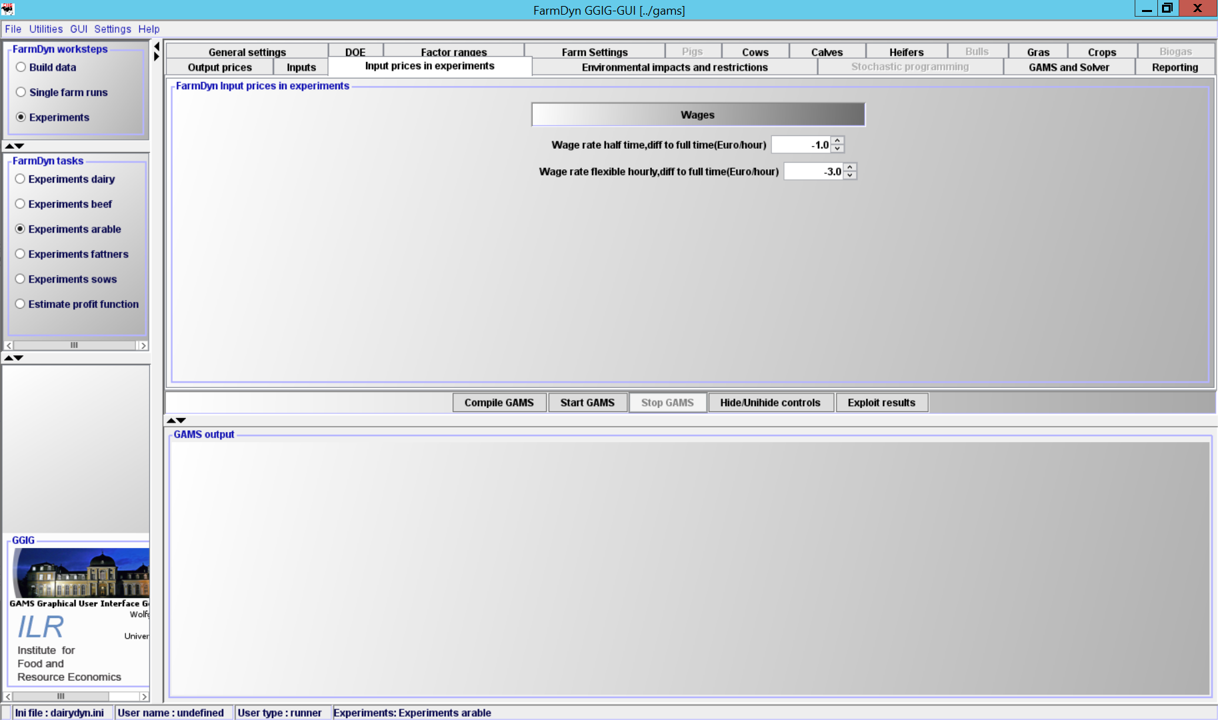 FarmDyn GGIG-GUI [../gams]
File Utilities GUI Settings Help
FarmDyn worksteps
Build data
Single farm runs
Experiments
FarmDyn tasks
Experiments dairy
Experiments beef
Experiments arable
Experiments fattners
Experiments sows
Estimate profit function
General settings DOE Factor ranges Farm Settings Pigs Cows Calves Heifers Bulls Gras Crops Biogas
Output prices Inputs Input prices in experiments Environmental impacts and restrictions Stochastic programming GAMS and Solver Reporting
FarmDyn Input prices in experiments
Wages
Wage rate half time,diff to full time(Euro/hour) -1.0
Wage rate flexible hourly,diff to full time(Euro/hour) -3.0
Compile GAMS Start GAMS Stop GAMS Hide/Unihide controls Exploit results
GAMS output
GGIG
GAMS Graphical User Interface G
Wolf
ILR
Univer
Institute for
Food and
Resource Economics
Ini file : dairydyn.ini User name : undefined User type : runner Experiments: Experiments arable